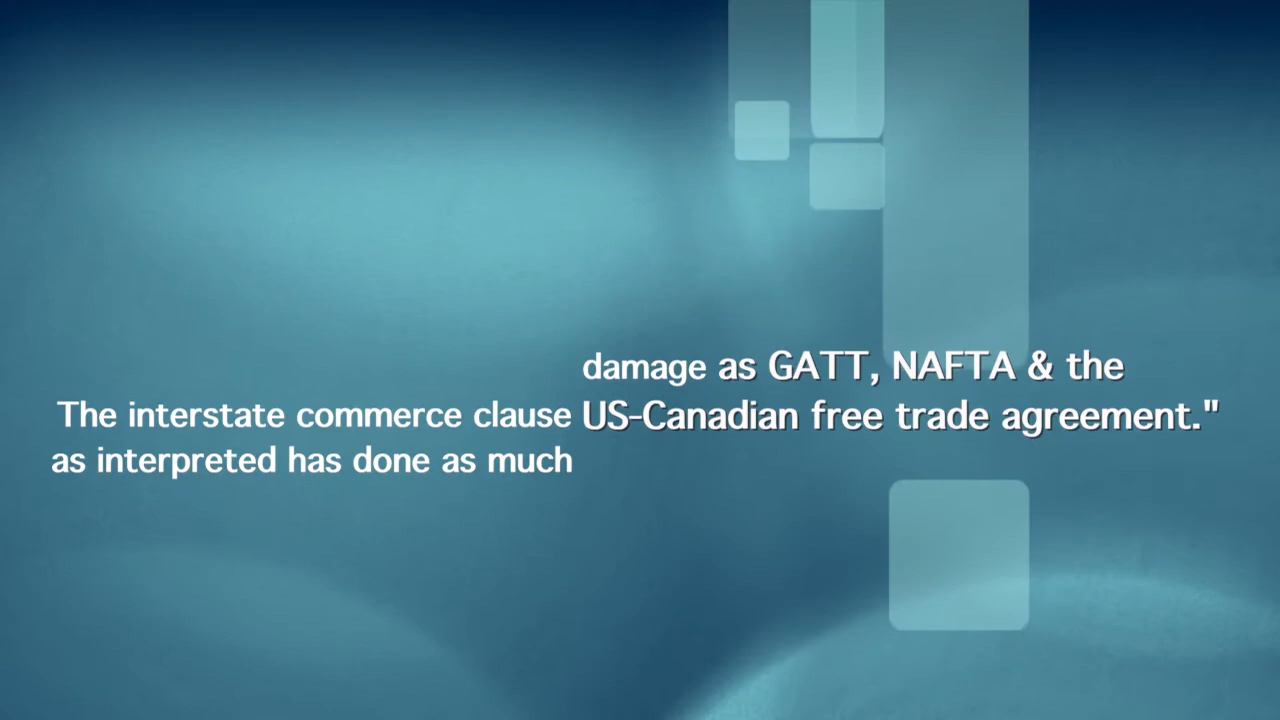 The interstate commerce clause
as interpreted has done as much
damage as GATT, NAFTA & the
US-Canadian free trade agreement."